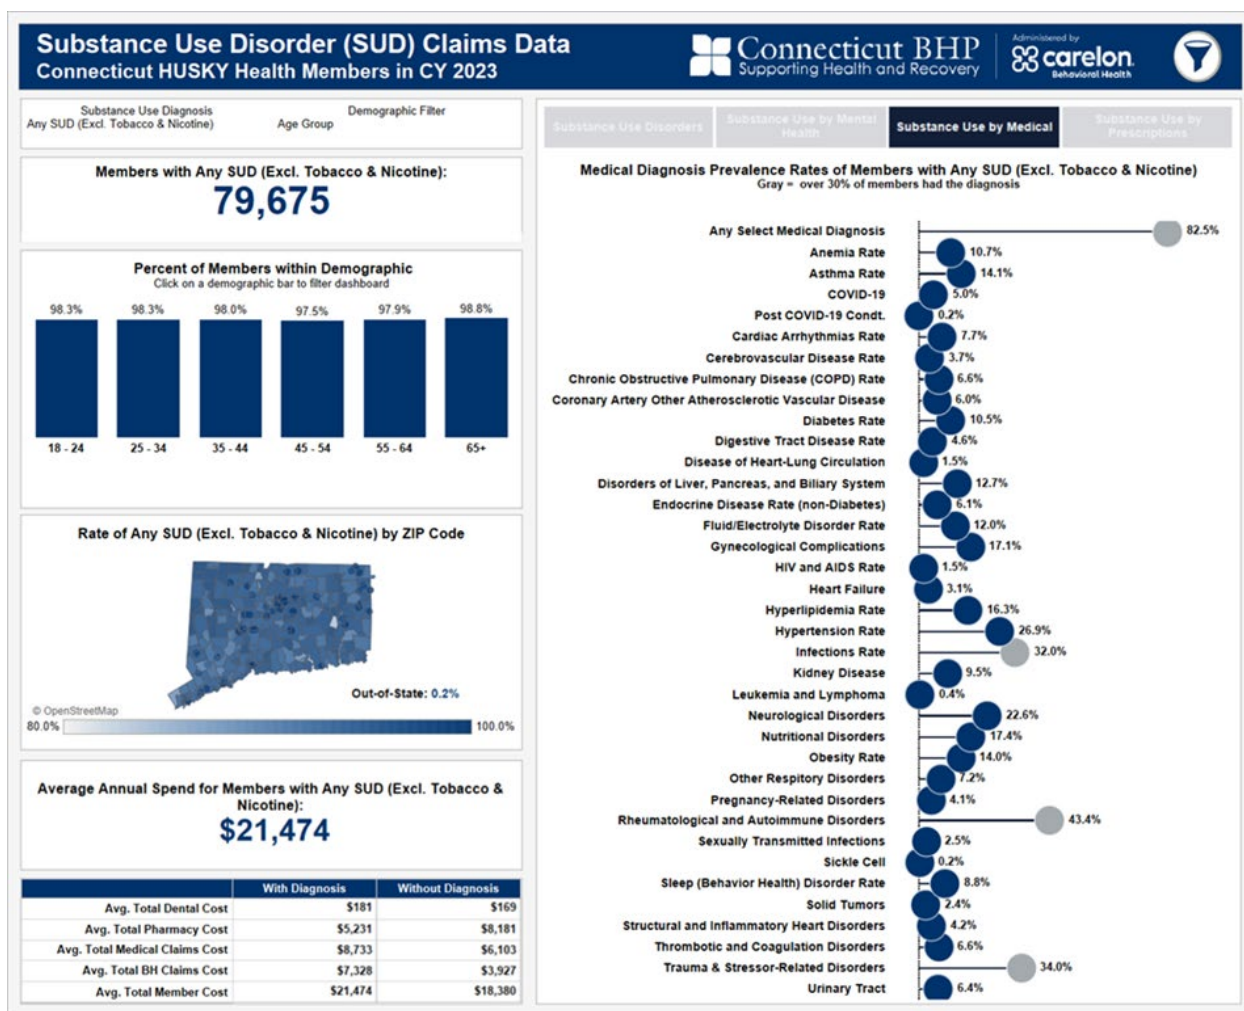 Substance Use Disorder (SUD) Claims Data
Connecticut HUSKY Health Members in CY 2023
Connecticut BHP
Supporting Health and Recovery
Administered by
carelon
Behavioral Health
Substance Use Diagnosis
Any SUD (Excl. Tobacco & Nicotine)
Demographic Filter
Age Group
Members with Any SUD (Excl. Tobacco & Nicotine):
79,675
Percent of Members within Demographic
Click on a demographic bar to filter dashboard
98.3% 98.3% 98.0% 97.5% 97.9% 98.8%
18 - 24 25 - 34 35 - 44 45 - 54 55 - 64 65+
Rate of Any SUD (Excl. Tobacco & Nicotine) by ZIP Code
Out-of-State: 0.2%
© OpenStreetMap
80.0% 100.0%
Average Annual Spend for Members with Any SUD (Excl. Tobacco &
Nicotine):
$21,474
With Diagnosis Without Diagnosis
Avg. Total Dental Cost $181 $169
Avg. Total Pharmacy Cost $5,231 $8,181
Avg. Total Medical Claims Cost $8,733 $6,103
Avg. Total BH Claims Cost $7,328 $3,927
Avg. Total Member Cost $21,474 $18,380
Substance Use Disorders
Substance Use by Mental
Health
Substance Use by Medical
Substance Use by
Prescriptions
Medical Diagnosis Prevalence Rates of Members with Any SUD (Excl. Tobacco & Nicotine)
Gray = over 30% of members had the diagnosis
Any Select Medical Diagnosis 82.5%
Anemia Rate 10.7%
Asthma Rate 14.1%
COVID-19 5.0%
Post COVID-19 Condt. 0.2%
Cardiac Arrhythmias Rate 7.7%
Cerebrovascular Disease Rate 3.7%
Chronic Obstructive Pulmonary Disease (COPD) Rate 6.6%
Coronary Artery Other Atherosclerotic Vascular Disease 6.0%
Diabetes Rate 10.5%
Digestive Tract Disease Rate 4.6%
Disease of Heart-Lung Circulation 1.5%
Disorders of Liver, Pancreas, and Biliary System 12.7%
Endocrine Disease Rate (non-Diabetes) 6.1%
Fluid/Electrolyte Disorder Rate 12.0%
Gynecological Complications 17.1%
HIV and AIDS Rate 1.5%
Heart Failure 3.1%
Hyperlipidemia Rate 16.3%
Hypertension Rate 26.9%
Infections Rate 32.0%
Kidney Disease 9.5%
Leukemia and Lymphoma 0.4%
Neurological Disorders 22.6%
Nutritional Disorders 17.4%
Obesity Rate 14.0%
Other Respitory Disorders 7.2%
Pregnancy-Related Disorders 4.1%
Rheumatological and Autoimmune Disorders 43.4%
Sexually Transmitted Infections 2.5%
Sickle Cell 0.2%
Sleep (Behavior Health) Disorder Rate 8.8%
Solid Tumors 2.4%
Structural and Inflammatory Heart Disorders 4.2%
Thrombotic and Coagulation Disorders 6.6%
Trauma & Stressor-Related Disorders 34.0%
Urinary Tract 6.4%